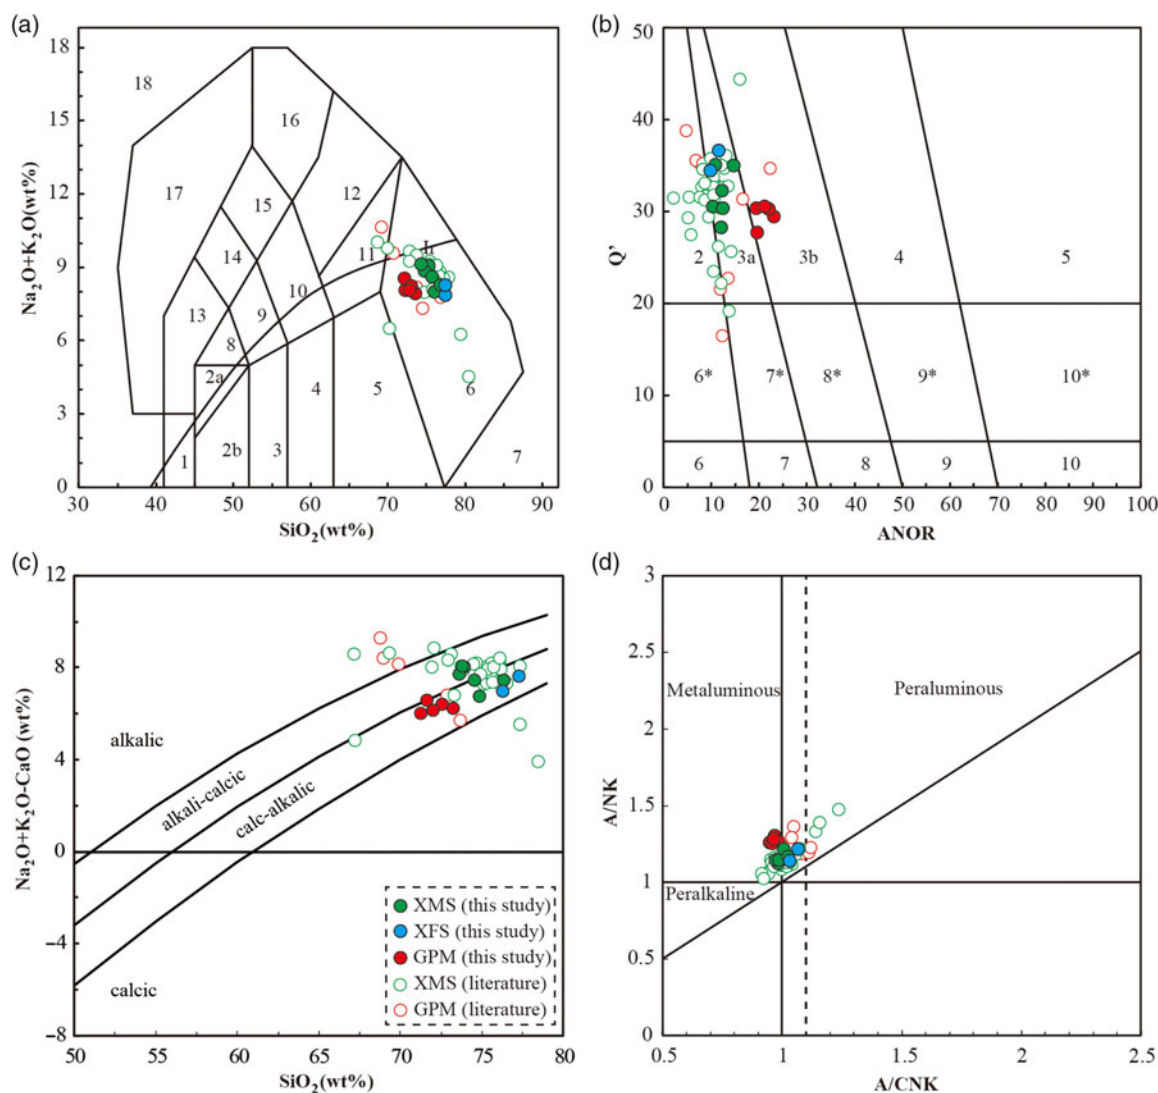 (a)
18
15
12
9
6
3
0
Na₂O+K₂O(wt%)
18
16
17
15
12
14
11
Ir
10
13
9
8
2a
4
5
6
1
2b
3
7
30
40
50
60
70
80
90
SiO₂(wt%)
(b)
50
40
30
20
10
0
Q'
2
3a
3b
4
5
6*
7*
8*
9*
10*
6
7
8
9
10
0
10
20
30
40
50
60
70
80
90
100
ANOR
(c)
12
8
4
0
−4
−8
Na₂O+K₂O-CaO (wt%)
alkalic
alkali-calcic
calc-alkalic
calcic
XMS (this study)
XFS (this study)
GPM (this study)
XMS (literature)
GPM (literature)
50
55
60
65
70
75
80
SiO₂(wt%)
(d)
3
2.5
2
1.5
1
0.5
0
A/NK
Metaluminous
Peraluminous
Peralkaline
0.5
1
1.5
2
2.5
A/CNK